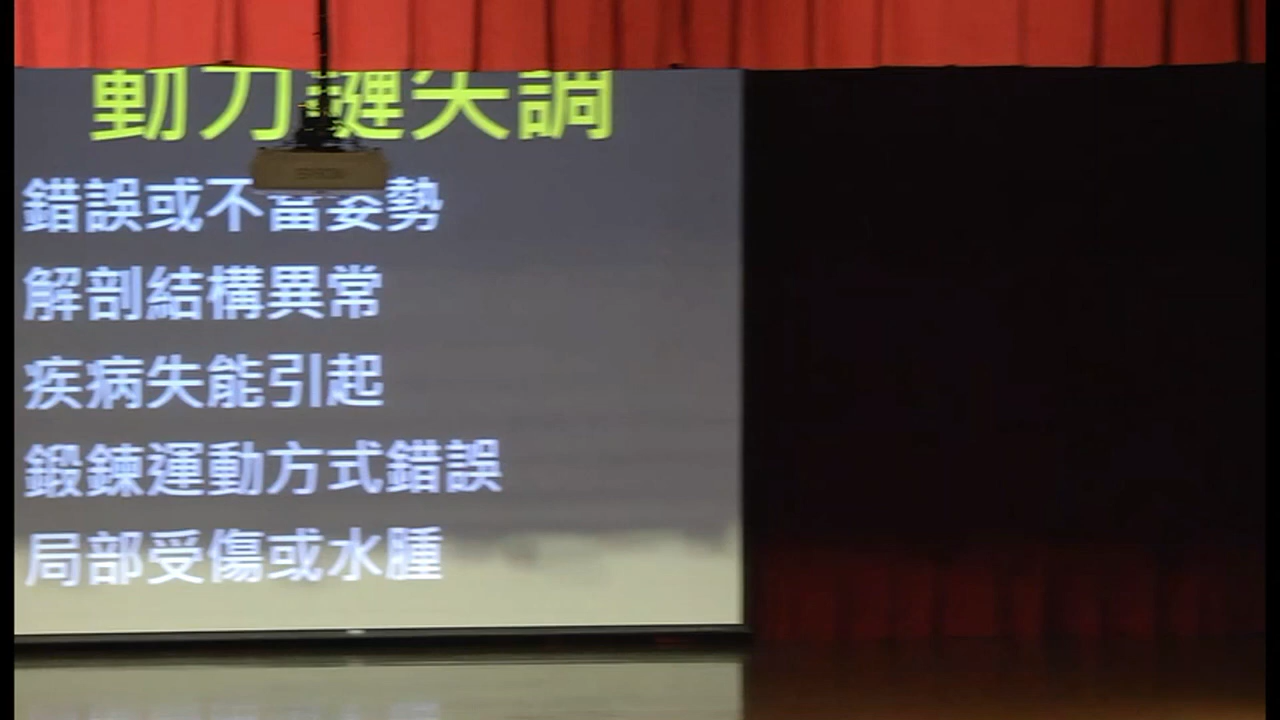 動力鏈失調
錯誤或不當姿勢
解剖結構異常
疾病失能引起
鍛鍊運動方式錯誤
局部受傷或水腫